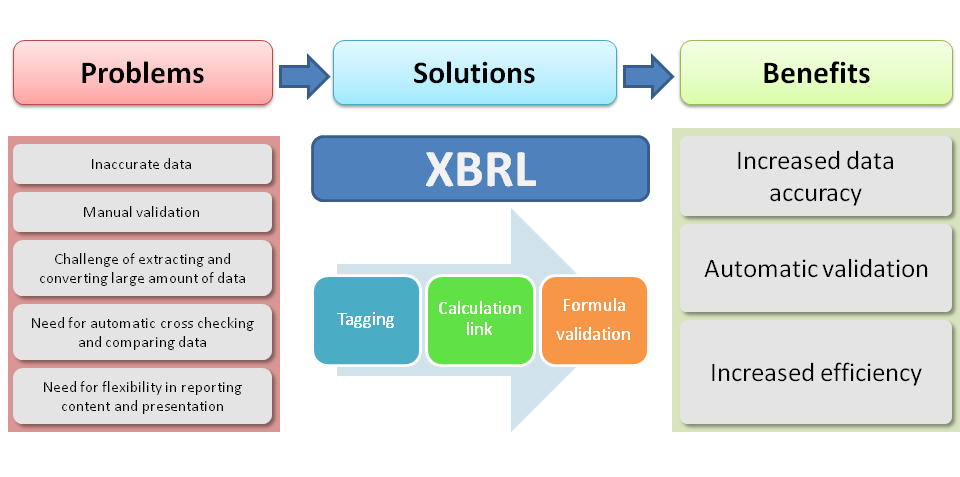 Problems
Solutions
Benefits
Inaccurate data
Manual validation
Challenge of extracting and
converting large amount of data
Need for automatic cross checking
and comparing data
Need for flexibility in reporting
content and presentation
XBRL
Tagging
Calculation
link
Formula
validation
Increased data
accuracy
Automatic validation
Increased efficiency